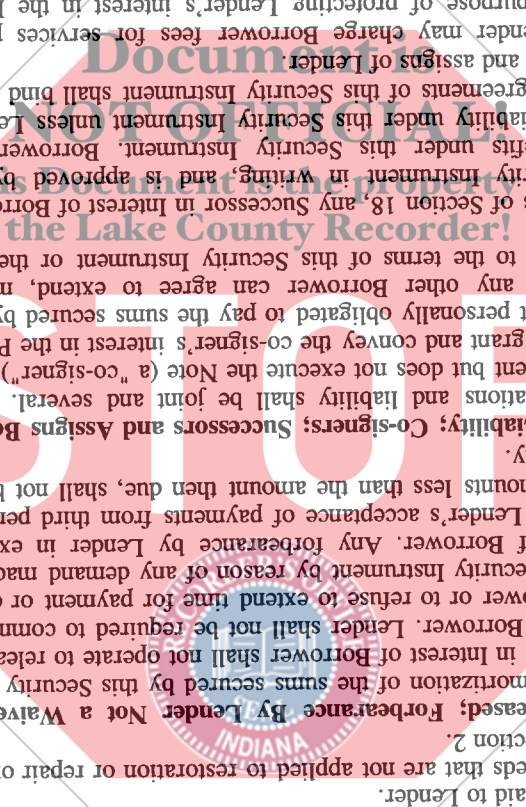 aid to Lender.
eds that are not applied to restoration or repair o
ction 2.
eased; Forbearance By Lender Not a Waive
mortization of the sums secured by this Security
in Interest of Borrower shall not operate to relea
Borrower. Lender shall not be required to comm
ower or to refuse to extend time for payment or
ecurity Instrument by reason of any demand mad
f Borrower. Any forbearance by Lender in ex
Lender's acceptance of payments from third per
mounts less than the amount then due, shall not b
y.
iability; Co-signers; Successors and Assigns Bo
ations and liability shall be joint and several.
ent but does not execute the Note (a "co-signer")
grant and convey the co-signer's interest in the P
t personally obligated to pay the sums secured by
any other Borrower can agree to extend, m
to the terms of this Security Instrument or the
s of Section 18, any Successor in Interest of Borro
rity Instrument in writing, and is approved by
efits under this Security Instrument. Borrower
iability under this Security Instrument unless Le
greements of this Security Instrument shall bind
and assigns of Lender.
ender may charge Borrower fees for services p
purpose of protecting Lender's interest in the
Document is
NOT OFFICIAL!
s Document is the property
the Lake County Recorder!
STOP
INDIANA